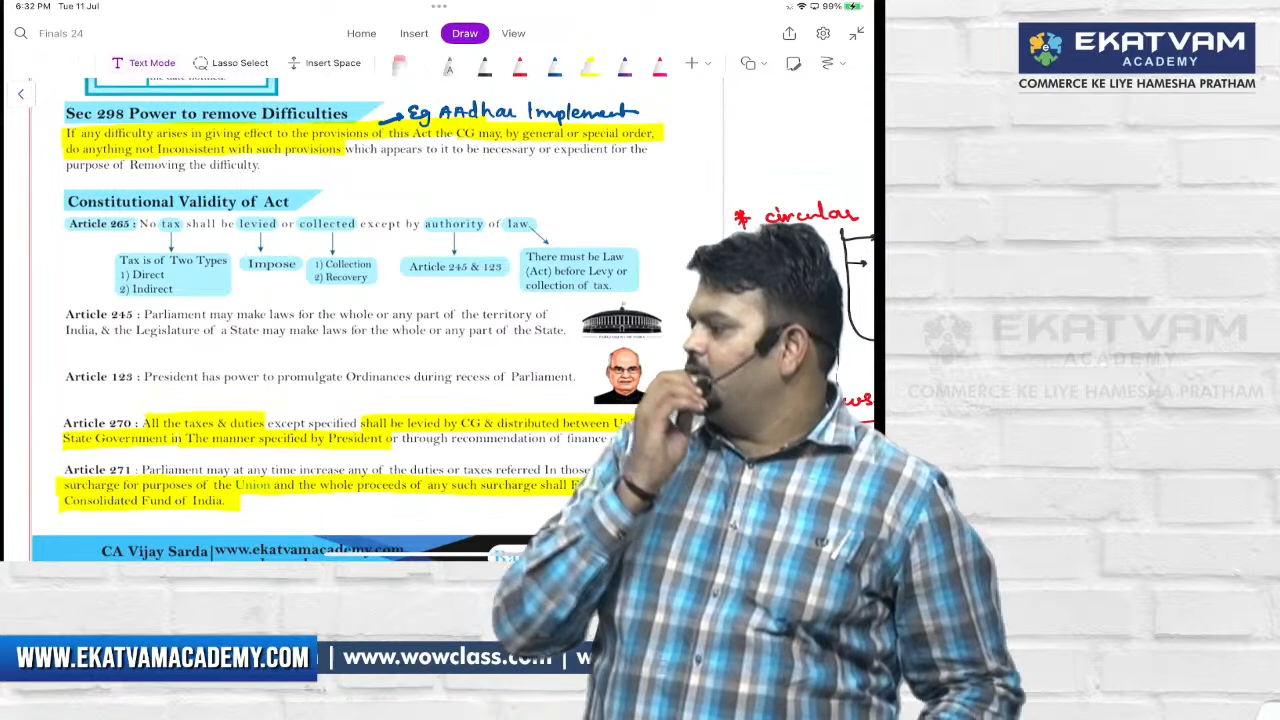 6:32 PM Tue 11 Jul
99%
Finals 24
Home Insert Draw View
Text Mode Lasso Select Insert Space
EKATVAM
ACADEMY
COMMERCE KE LIYE HAMESHA PRATHAM
Sec 298 Power to remove Difficulties
Eg AAdhar Implement
If any difficulty arises in giving effect to the provisions of this Act the CG may, by general or special order,
do anything not Inconsistent with such provisions which appears to it to be necessary or expedient for the
purpose of Removing the difficulty.
Constitutional Validity of Act
* circular
Article 265 : No tax shall be levied or collected except by authority of law
Tax is of Two Types
1) Direct
2) Indirect
Impose
1) Collection
2) Recovery
Article 245 & 123
There must be Law
(Act) before Levy or
collection of tax.
Article 245 : Parliament may make laws for the whole or any part of the territory of
India, & the Legislature of a State may make laws for the whole or any part of the State.
Article 123 : President has power to promulgate Ordinances during recess of Parliament.
Article 270 : All the taxes & duties except specified shall be levied by CG & distributed between
State Government in The manner specified by President or through recommendation of finance
Article 271 : Parliament may at any time increase any of the duties or taxes referred In those
surcharge for purposes of the Union and the whole proceeds of any such surcharge shall
Consolidated Fund of India.
CA Vijay Sarda|www.ekatvamacademy.com
EKATVAM
ACADEMY
COMMERCE KE LIYE HAMESHA PRATHAM
WWW.EKATVAMACADEMY.COM | www.wowclass.com |